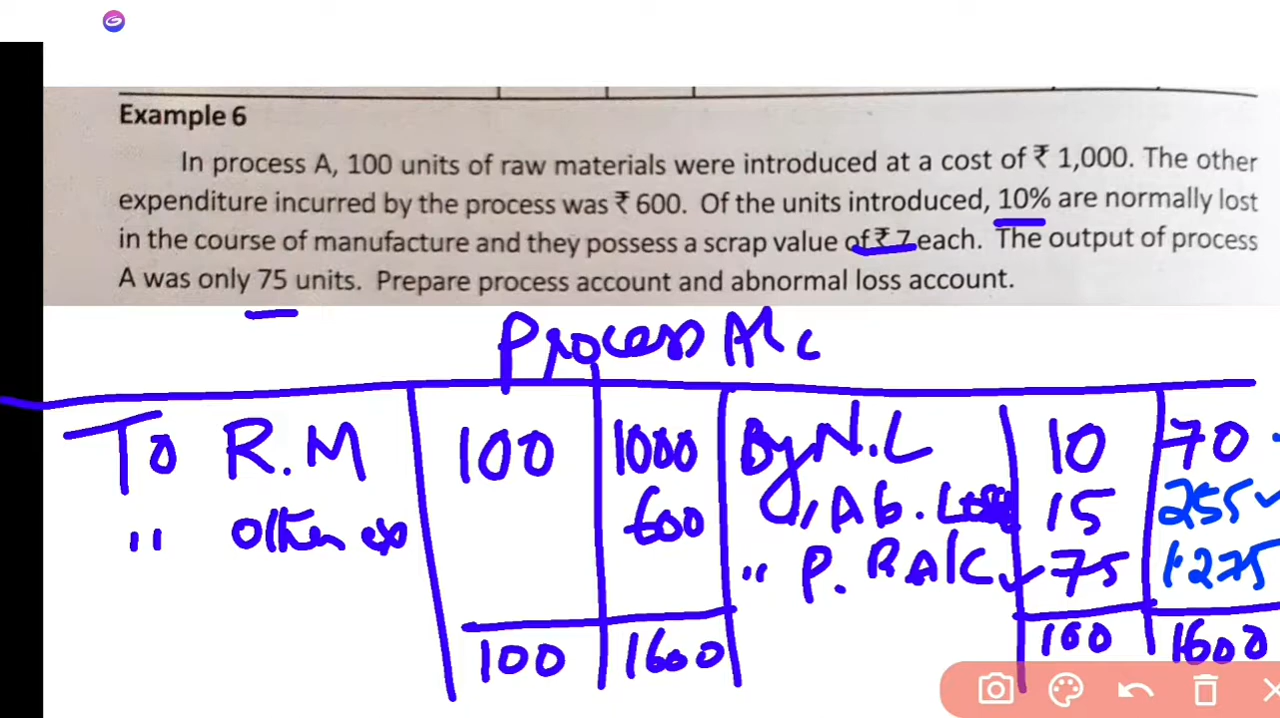 Example 6
In process A, 100 units of raw materials were introduced at a cost of ₹ 1,000. The other
expenditure incurred by the process was ₹ 600. Of the units introduced, 10% are normally lost
in the course of manufacture and they possess a scrap value of ₹ 7 each. The output of process
A was only 75 units. Prepare process account and abnormal loss account.
Process A/c
To R.M 100 1000 By N.L 10 70
" other ex 600 " Ab. Loss 15 255
" P. B A/c 75 1275
100 1600 100 1600